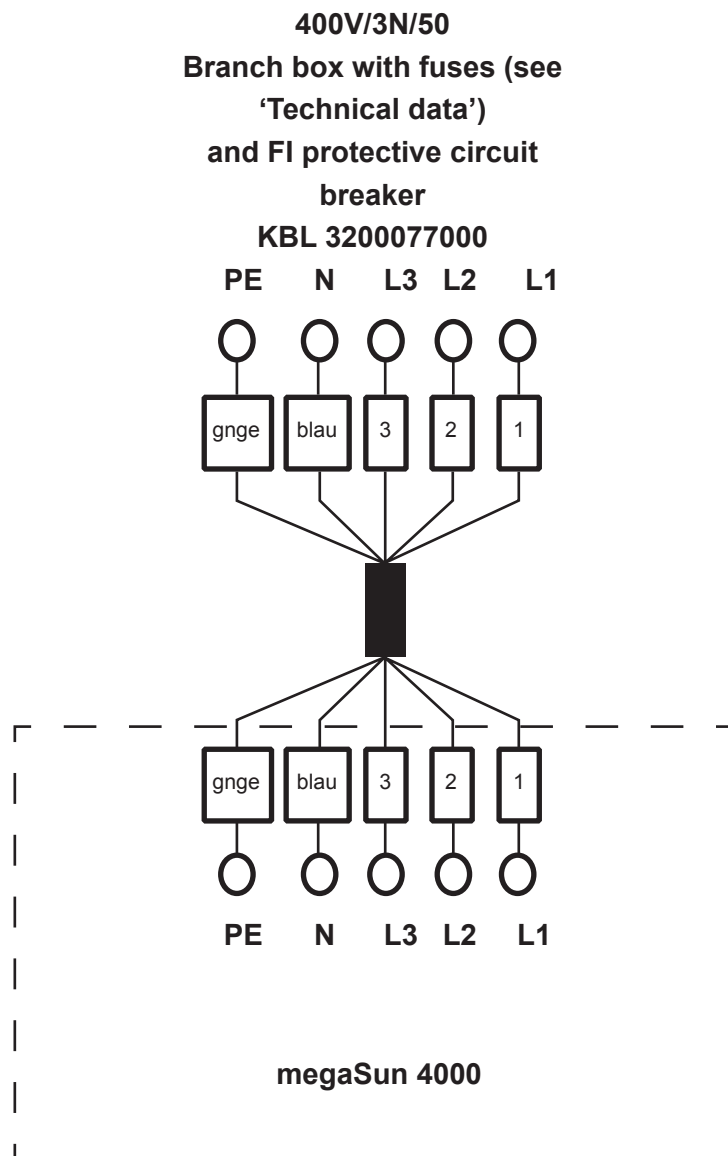 400V/3N/50
Branch box with fuses (see
‘Technical data’)
and FI protective circuit
breaker
KBL 3200077000
PE N L3 L2 L1
gnge blau 3 2 1
gnge blau 3 2 1
PE N L3 L2 L1
megaSun 4000